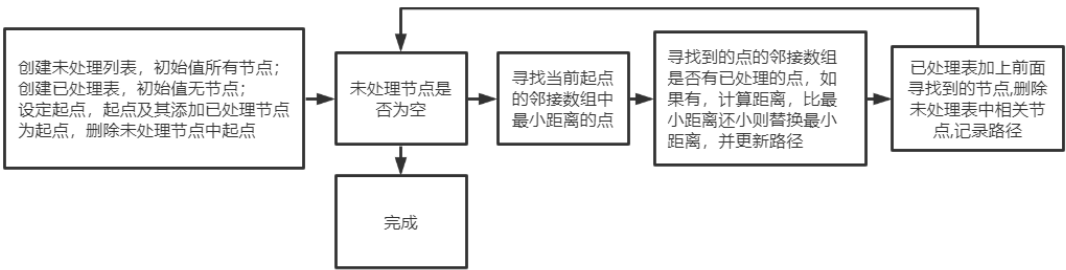 创建未处理列表，初始值所有节点；
创建已处理表，初始值无节点；
设定起点，起点及其添加已处理节点
为起点，删除未处理节点中起点
未处理节点是
否为空
寻找当前起点
的邻接数组中
最小距离的点
寻找到的点的邻接数组
是否有已处理的点，如
果有，计算距离，比最
小距离还小则替换最小
距离，并更新路径
已处理表加上前面
寻找到的节点,删除
未处理表中相关节
点,记录路径
完成